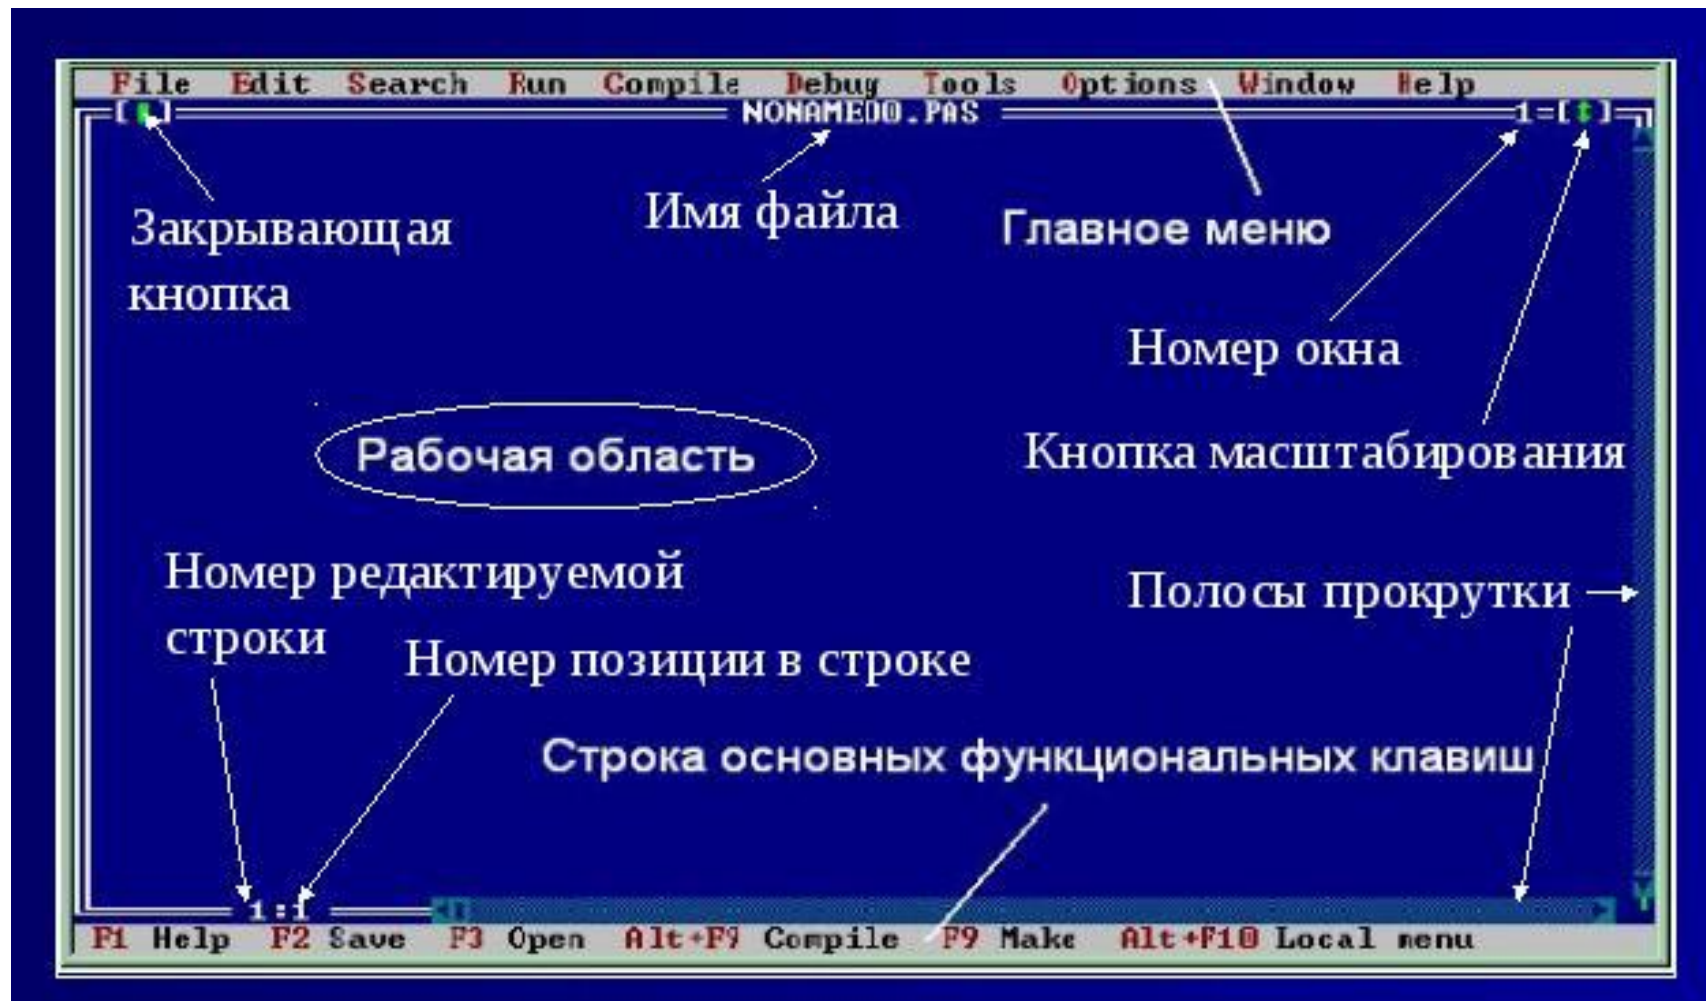 File Edit Search Run Compile Debug Tools Options Window Help
NONAME00.PAS 1=[↕]
Закрывающая
кнопка
Имя файла
Главное меню
Номер окна
Рабочая область
Кнопка масштабирования
Номер редактируемой
строки
Полосы прокрутки
Номер позиции в строке
Строка основных функциональных клавиш
1:1
F1 Help F2 Save F3 Open Alt+F9 Compile F9 Make Alt+F10 Local menu